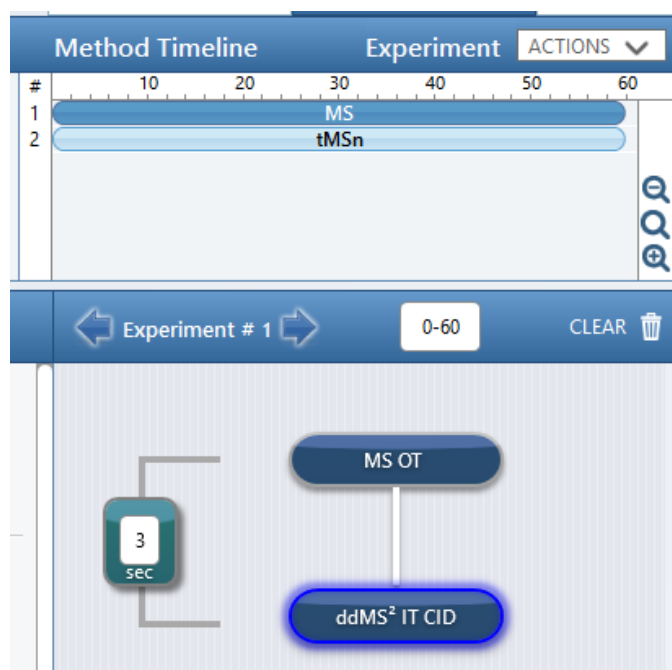 Method Timeline Experiment ACTIONS
# 10 20 30 40 50 60
1 MS
2 tMSn
Experiment # 1 0-60 CLEAR
MS OT
3
sec
ddMS² IT CID